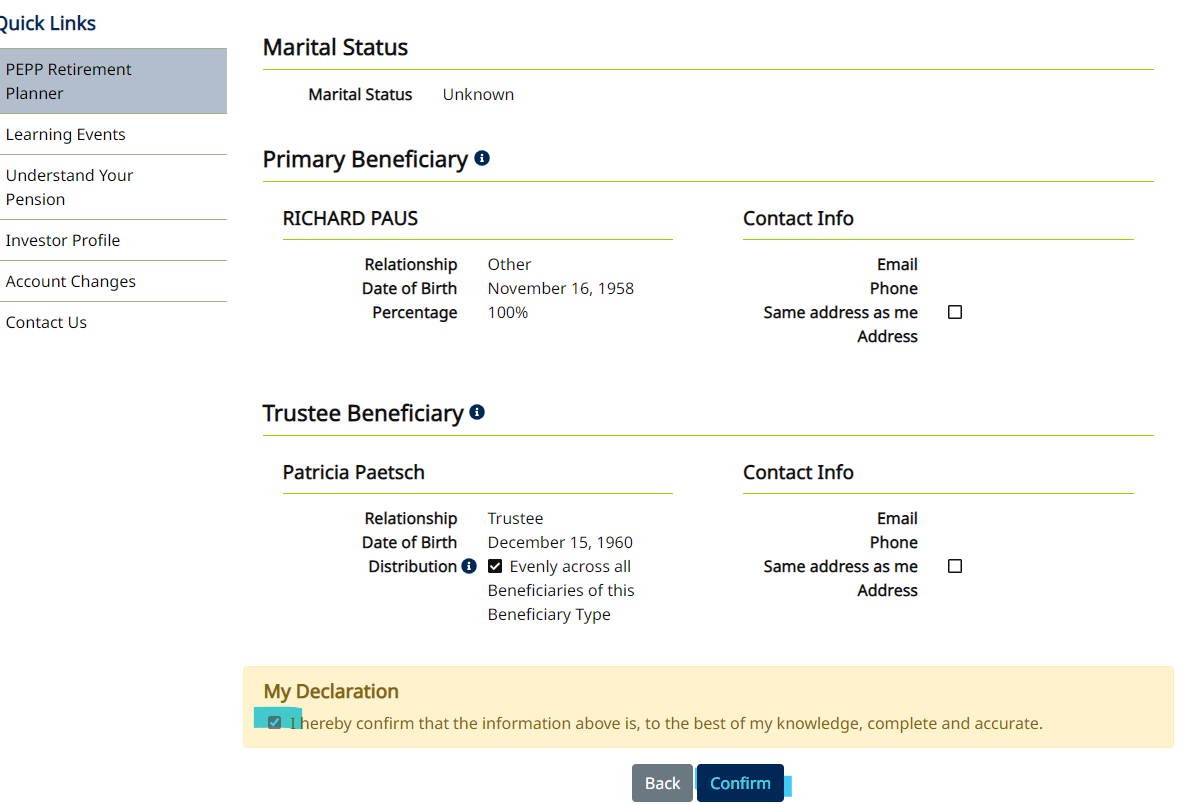 Quick Links
PEPP Retirement
Planner
Learning Events
Understand Your
Pension
Investor Profile
Account Changes
Contact Us
Marital Status
Marital Status Unknown
Primary Beneficiary
RICHARD PAUS
Relationship Other
Date of Birth November 16, 1958
Percentage 100%
Contact Info
Email
Phone
Same address as me
Address
Trustee Beneficiary
Patricia Paetsch
Relationship Trustee
Date of Birth December 15, 1960
Distribution Evenly across all
Beneficiaries of this
Beneficiary Type
Contact Info
Email
Phone
Same address as me
Address
My Declaration
I hereby confirm that the information above is, to the best of my knowledge, complete and accurate.
Back Confirm